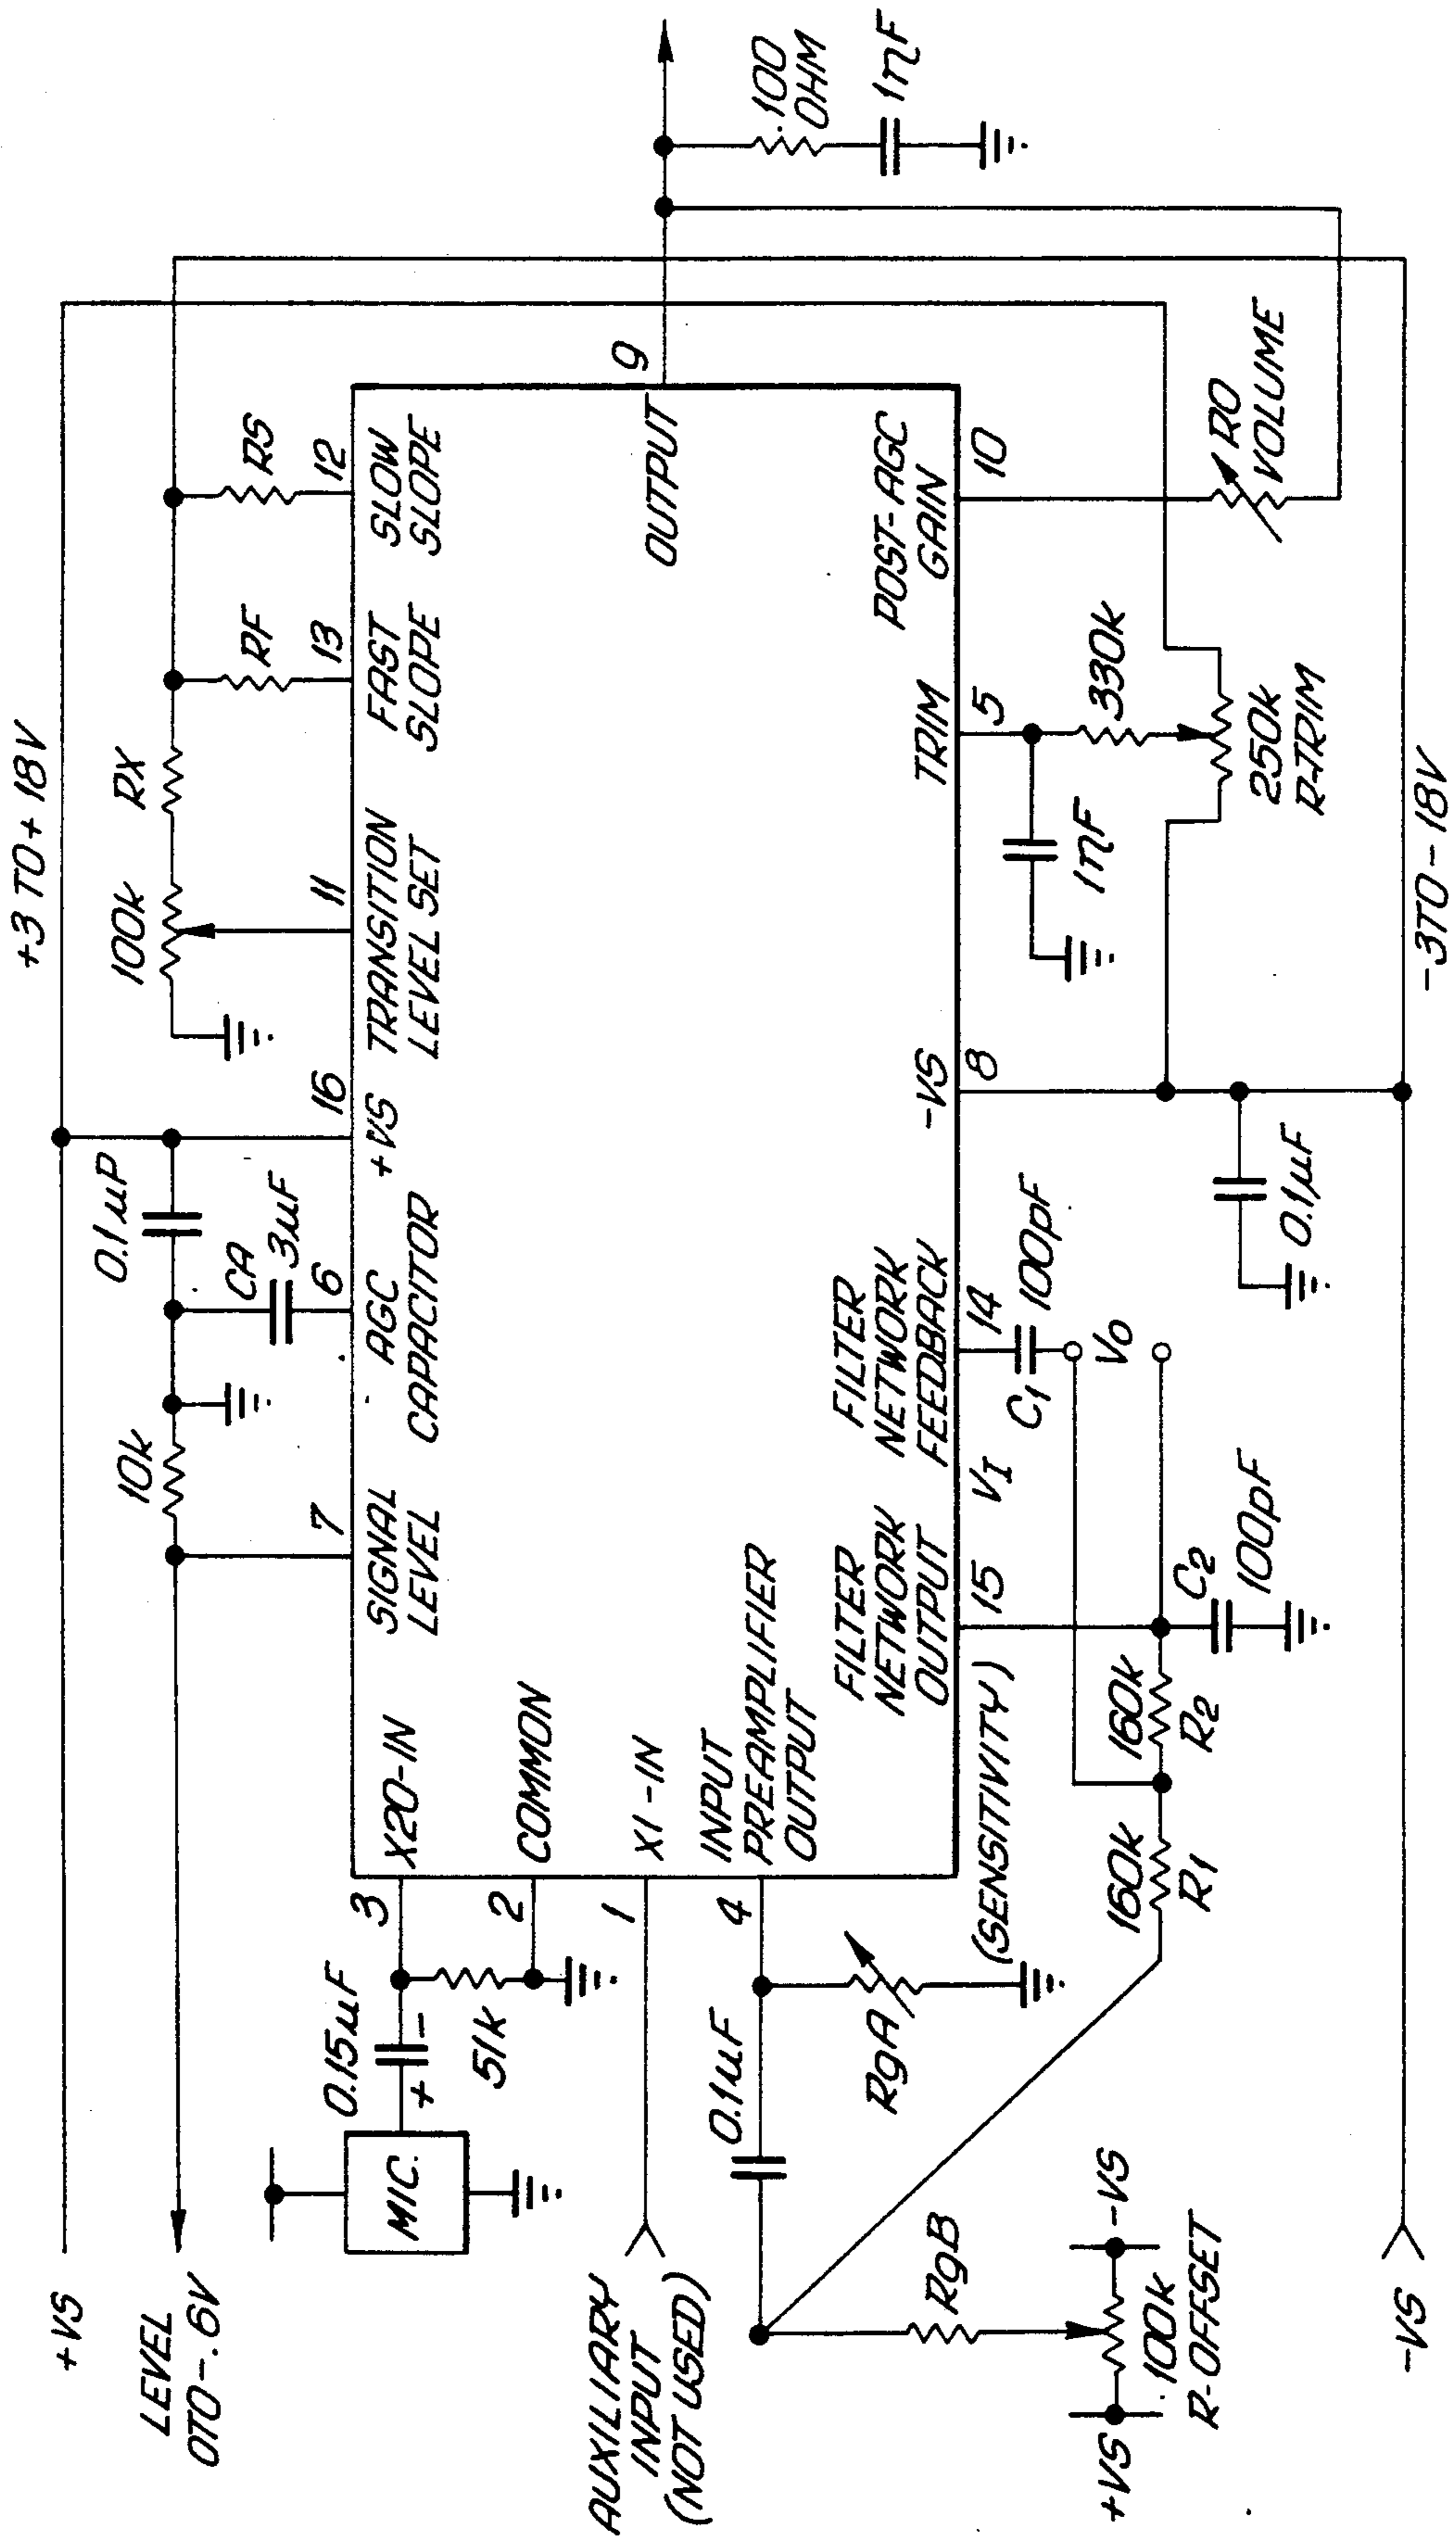 +VS
+3 TO + 18V
LEVEL
0TO-.6V
10k
0.1µP
CA
3µF
100k
RX
RF
RS
7
6
16
11
13
12
SIGNAL
LEVEL
AGC
CAPACITOR
+VS
TRANSITION
LEVEL SET
FAST
SLOPE
SLOW
SLOPE
MIC.
0.15µF
+
-
51k
3
X20-IN
2
COMMON
AUXILIARY
INPUT
(NOT USED)
1
X1-IN
0.1µF
4
INPUT
PREAMPLIFIER
OUTPUT
RgA
(SENSITIVITY)
OUTPUT
9
.100
OHM
1ηF
FILTER
NETWORK
OUTPUT
FILTER
NETWORK
FEEDBACK
-VS
TRIM
POST-AGC
GAIN
15
VI
14
8
5
10
C1
100pF
VO
1ηF
330k
250k
R-TRIM
RO
VOLUME
RgB
160k
R1
160k
R2
C2
100pF
0.1µF
+VS
-VS
100k
R-OFFSET
-VS
-3TO-18V